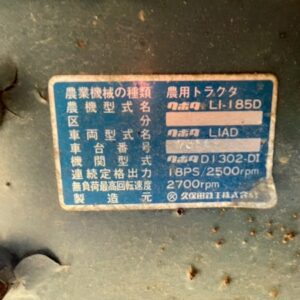 農業機械の種類 農用トラクタ
農機型式名 クボタ L1-185D
区分
車両型式名 クボタ L1AD
車台番号
機関型式 クボタ D1302-DI
連続定格出力 18PS/2500rpm
無負荷最高回転速度 2700rpm
製造元 久保田鉄工株式会社